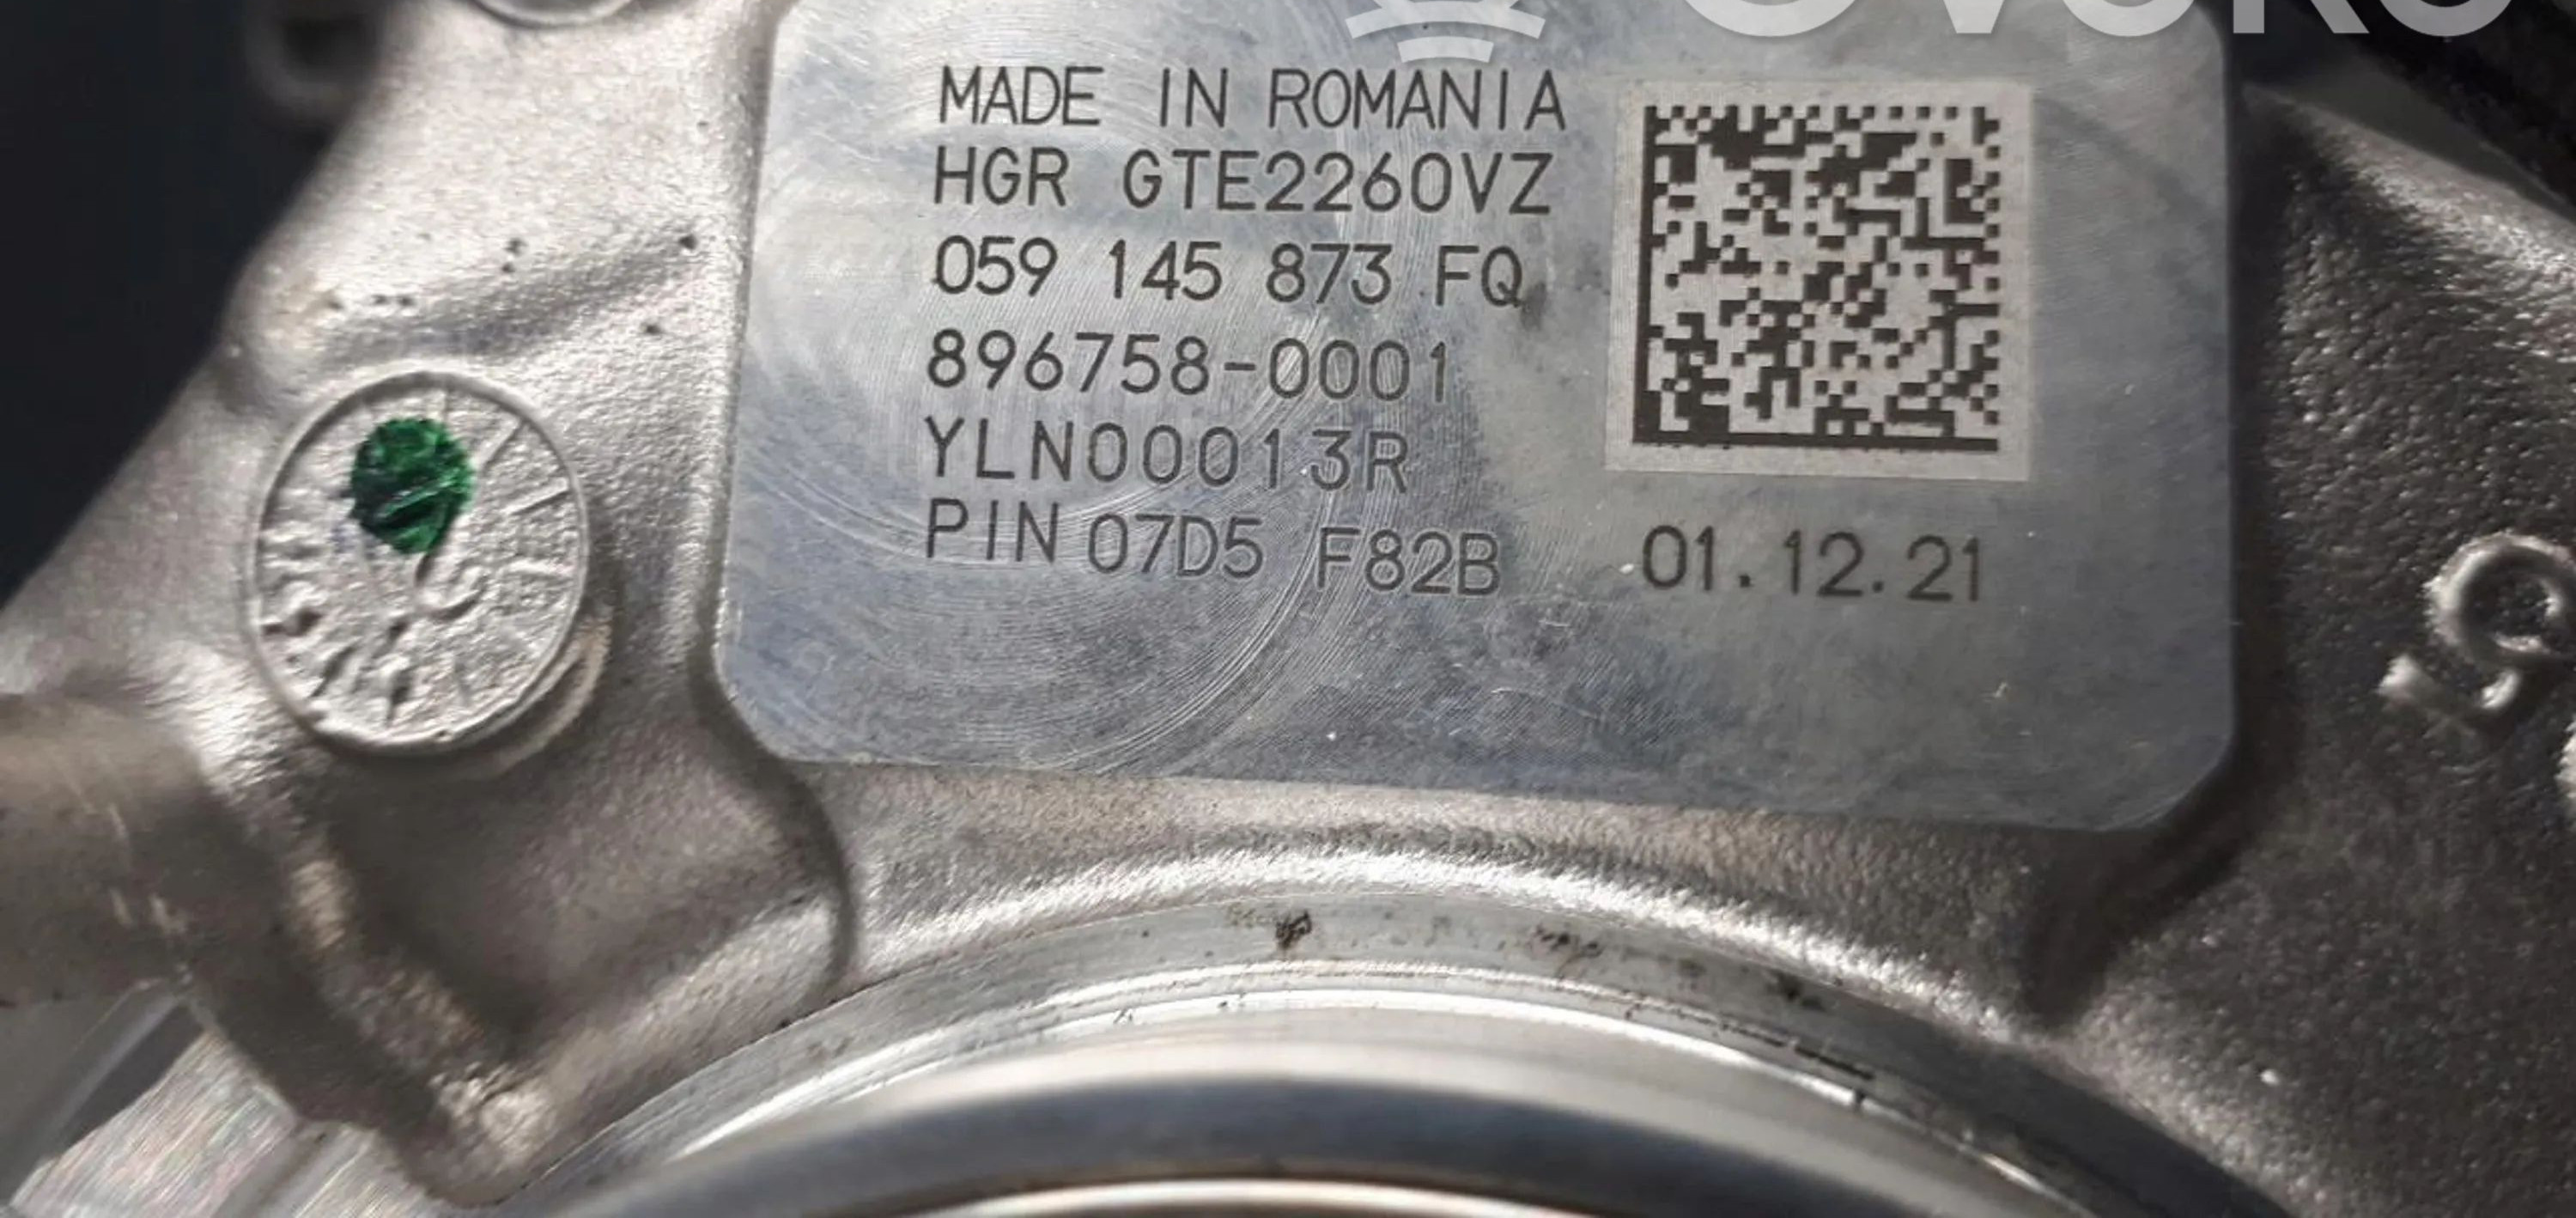 MADE IN ROMANIA
HGR GTE2260VZ
059 145 873 FQ
896758-0001
YLN00013R
PIN 07D5 F82B 01.12.21